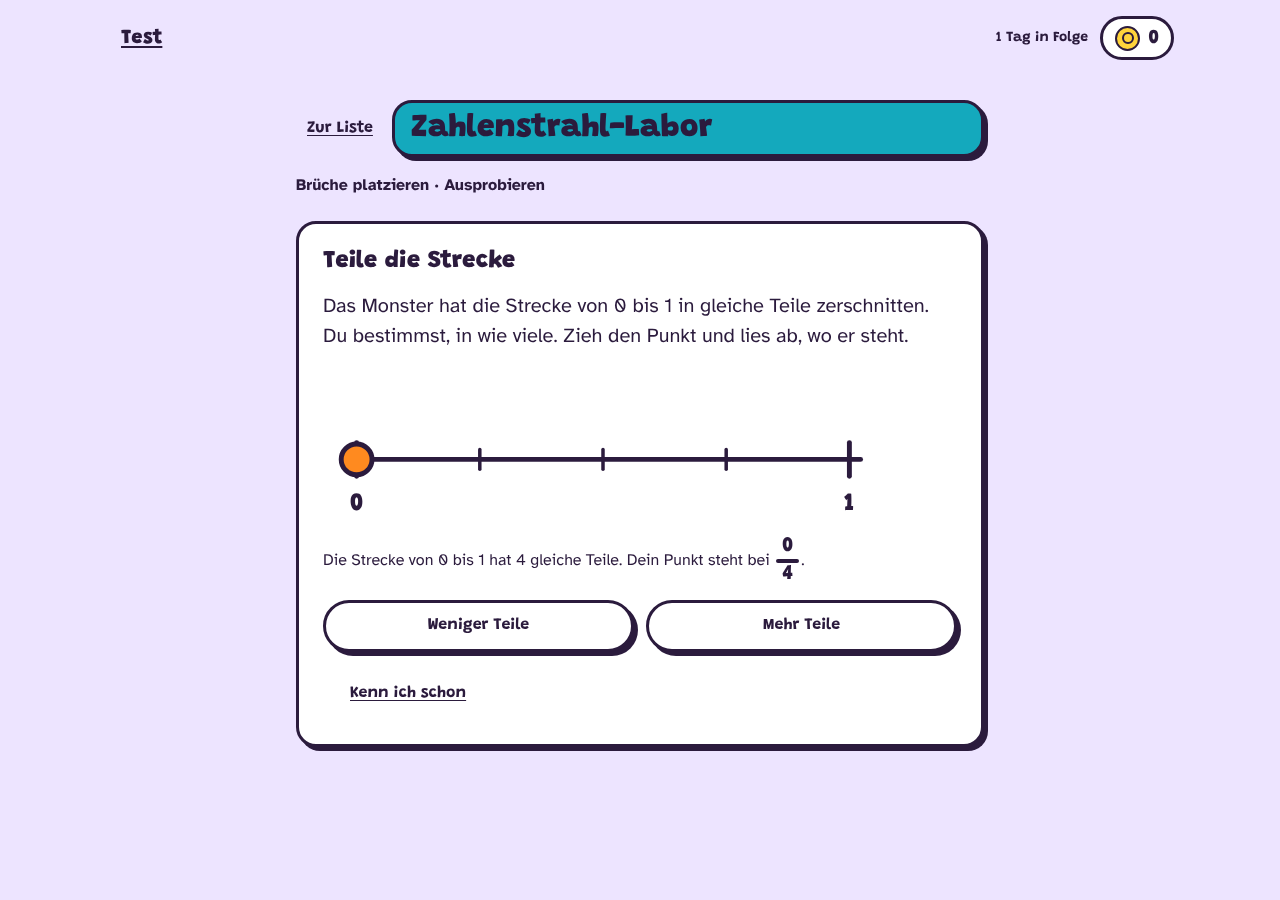 Test
1 Tag in Folge
0
Zur Liste
Zahlenstrahl-Labor
Brüche platzieren · Ausprobieren
Teile die Strecke
Das Monster hat die Strecke von 0 bis 1 in gleiche Teile zerschnitten.
Du bestimmst, in wie viele. Zieh den Punkt und lies ab, wo er steht.
0
1
Die Strecke von 0 bis 1 hat 4 gleiche Teile. Dein Punkt steht bei 0/4.
Weniger Teile
Mehr Teile
Kenn ich schon